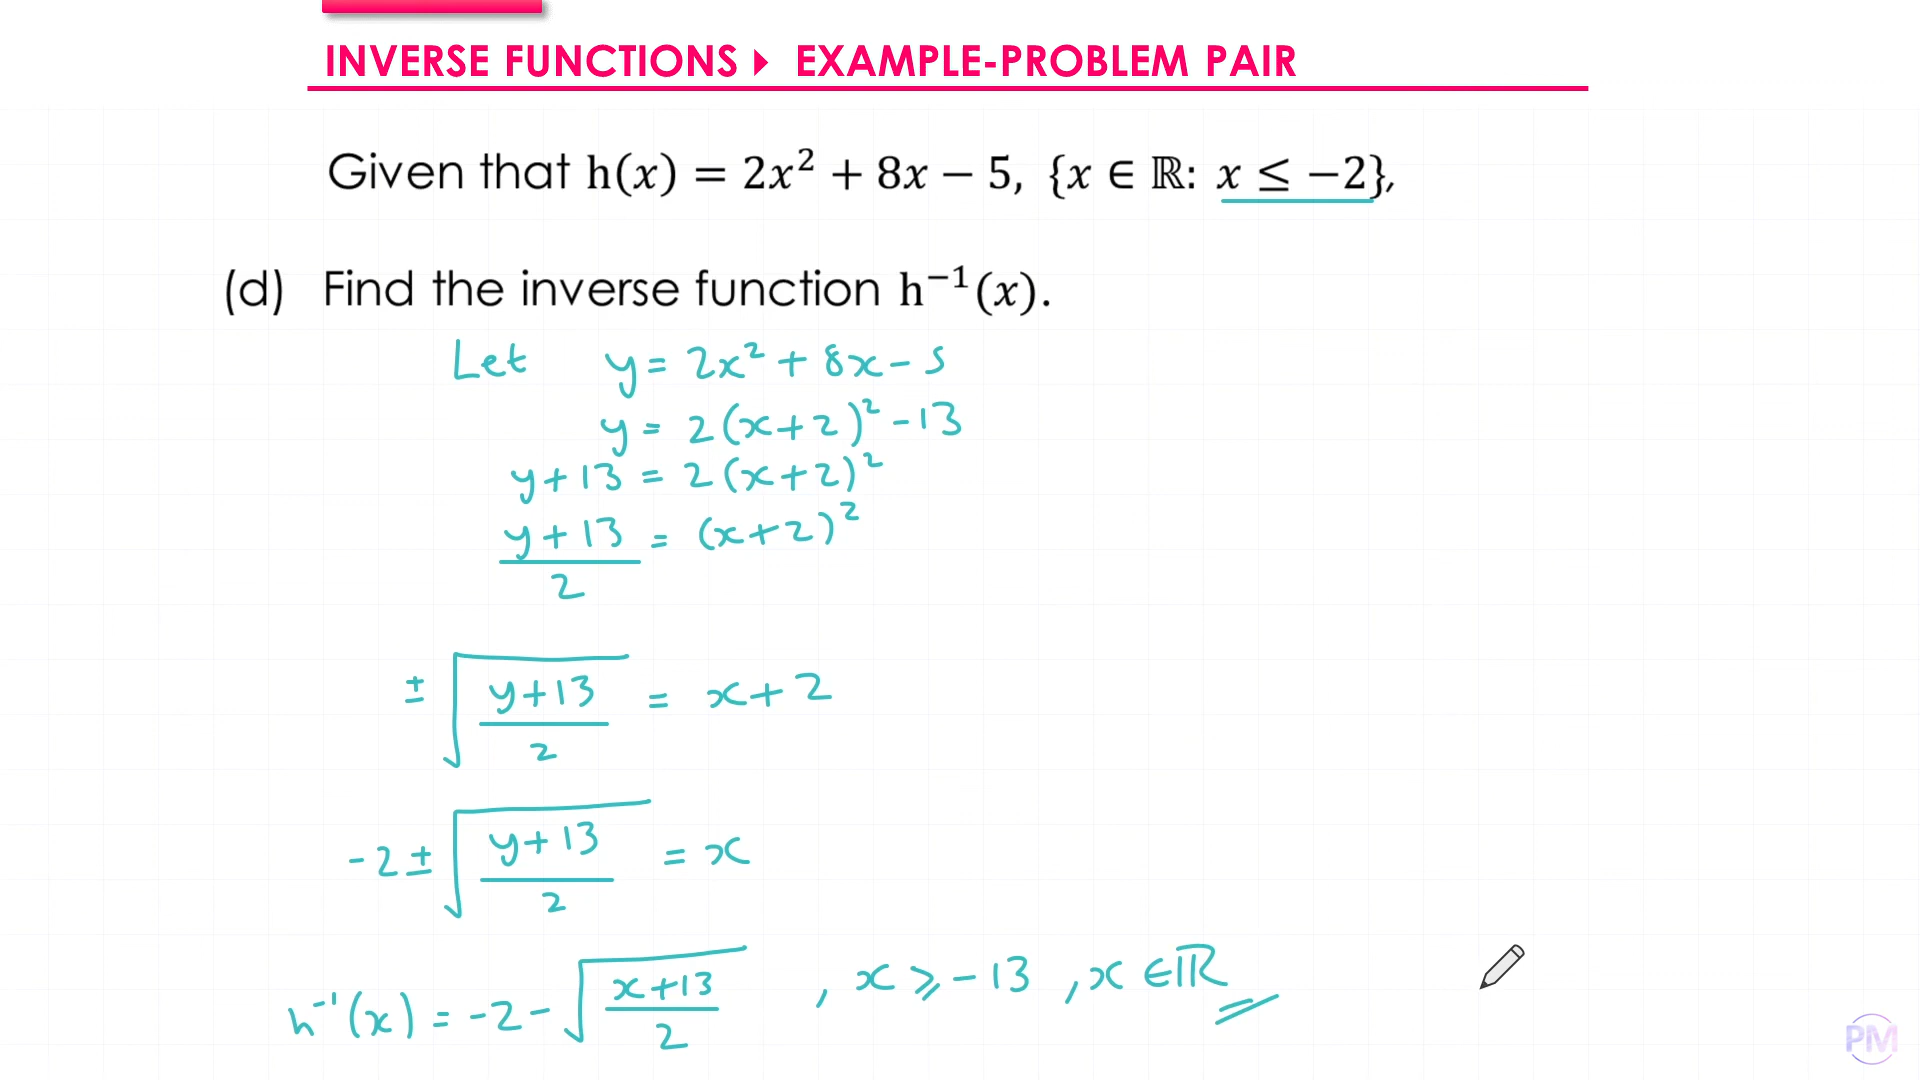 INVERSE FUNCTIONS ▸ EXAMPLE-PROBLEM PAIR
Given that h(x) = 2x² + 8x − 5, {x ∈ ℝ: x ≤ −2},
(d) Find the inverse function h⁻¹(x).
Let y = 2x² + 8x − 5
y = 2(x+2)² − 13
y + 13 = 2(x+2)²
(y+13)/2 = (x+2)²
± √((y+13)/2) = x + 2
−2 ± √((y+13)/2) = x
h⁻¹(x) = −2 − √((x+13)/2) , x ⩾ −13 , x ∈ ℝ
PM